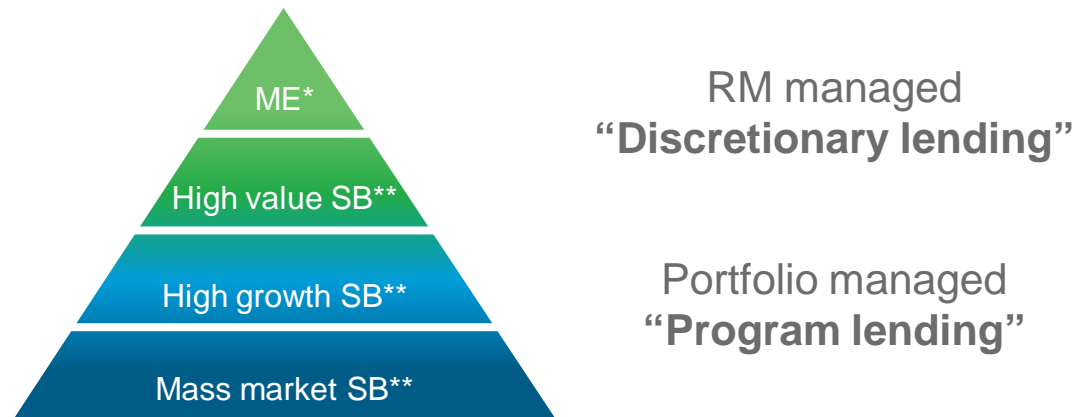 ME*
High value SB**
High growth SB**
Mass market SB**
RM managed
“Discretionary lending”
Portfolio managed
“Program lending”